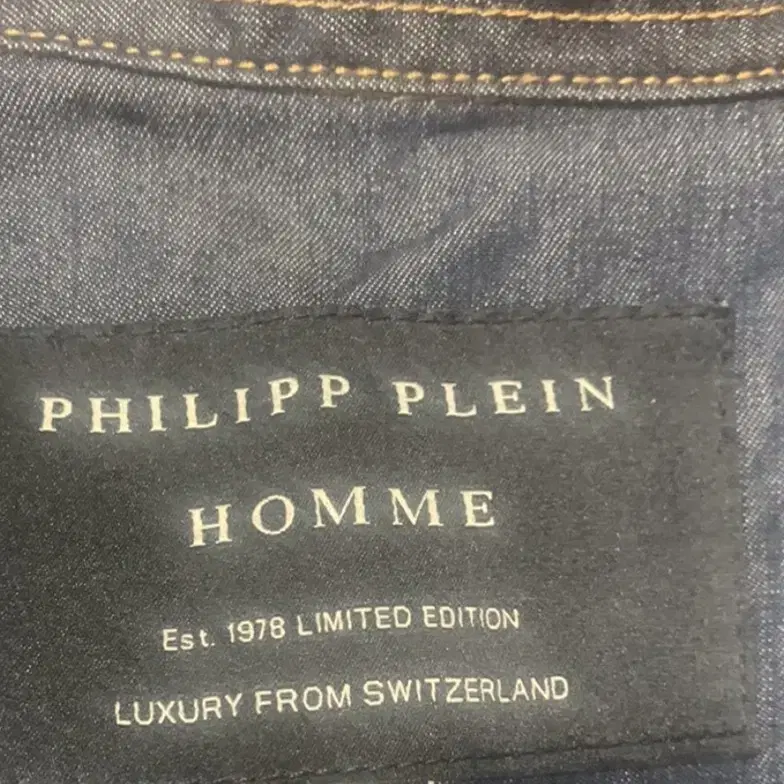 PHILIPP PLEIN
HOMME
Est. 1978 LIMITED EDITION
LUXURY FROM SWITZERLAND